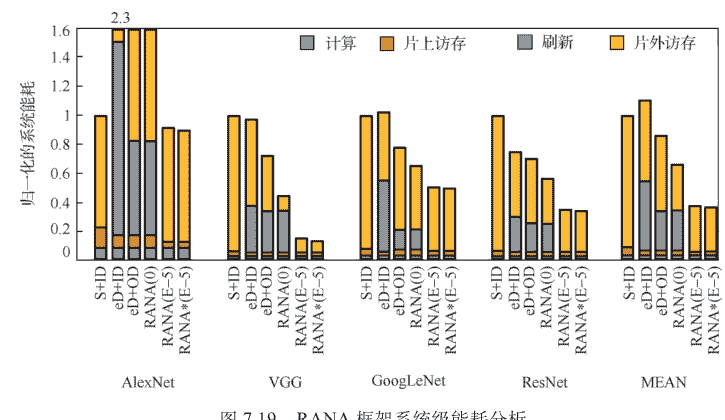 2.3
1.6
1.4
1.2
1
0.8
0.6
0.4
0.2
0
归一化的系统能耗
计算 片上访存 刷新 片外访存
S+ID eD+ID eD+OD RANA(0) RANA(E−5) RANA*(E−5) S+ID eD+ID eD+OD RANA(0) RANA(E−5) RANA*(E−5) S+ID eD+ID eD+OD RANA(0) RANA(E−5) RANA*(E−5) S+ID eD+ID eD+OD RANA(0) RANA(E−5) RANA*(E−5) S+ID eD+ID eD+OD RANA(0) RANA(E−5) RANA*(E−5)
AlexNet VGG GoogLeNet ResNet MEAN
图 7.19 RANA 框架系统级能耗分析